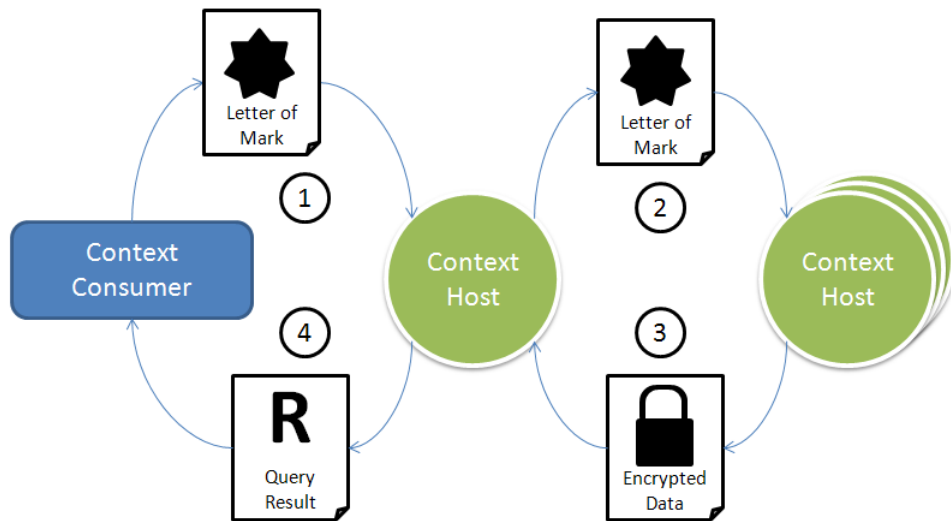 Letter of
Mark
Letter of
Mark
1
2
Context
Consumer
Context
Host
Context
Host
4
3
R
Query
Result
Encrypted
Data